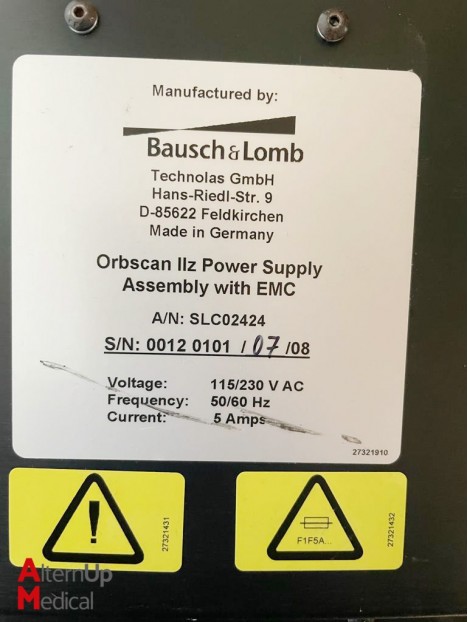 Manufactured by:
Bausch & Lomb
Technolas GmbH
Hans-Riedl-Str. 9
D-85622 Feldkirchen
Made in Germany
Orbscan IIz Power Supply
Assembly with EMC
A/N: SLC02424
S/N: 0012 0101 / 07 /08
Voltage: 115/230 V AC
Frequency: 50/60 Hz
Current: 5 Amps
27321910
!
27321431
F1F5A...
27321432
AlternUp
Medical